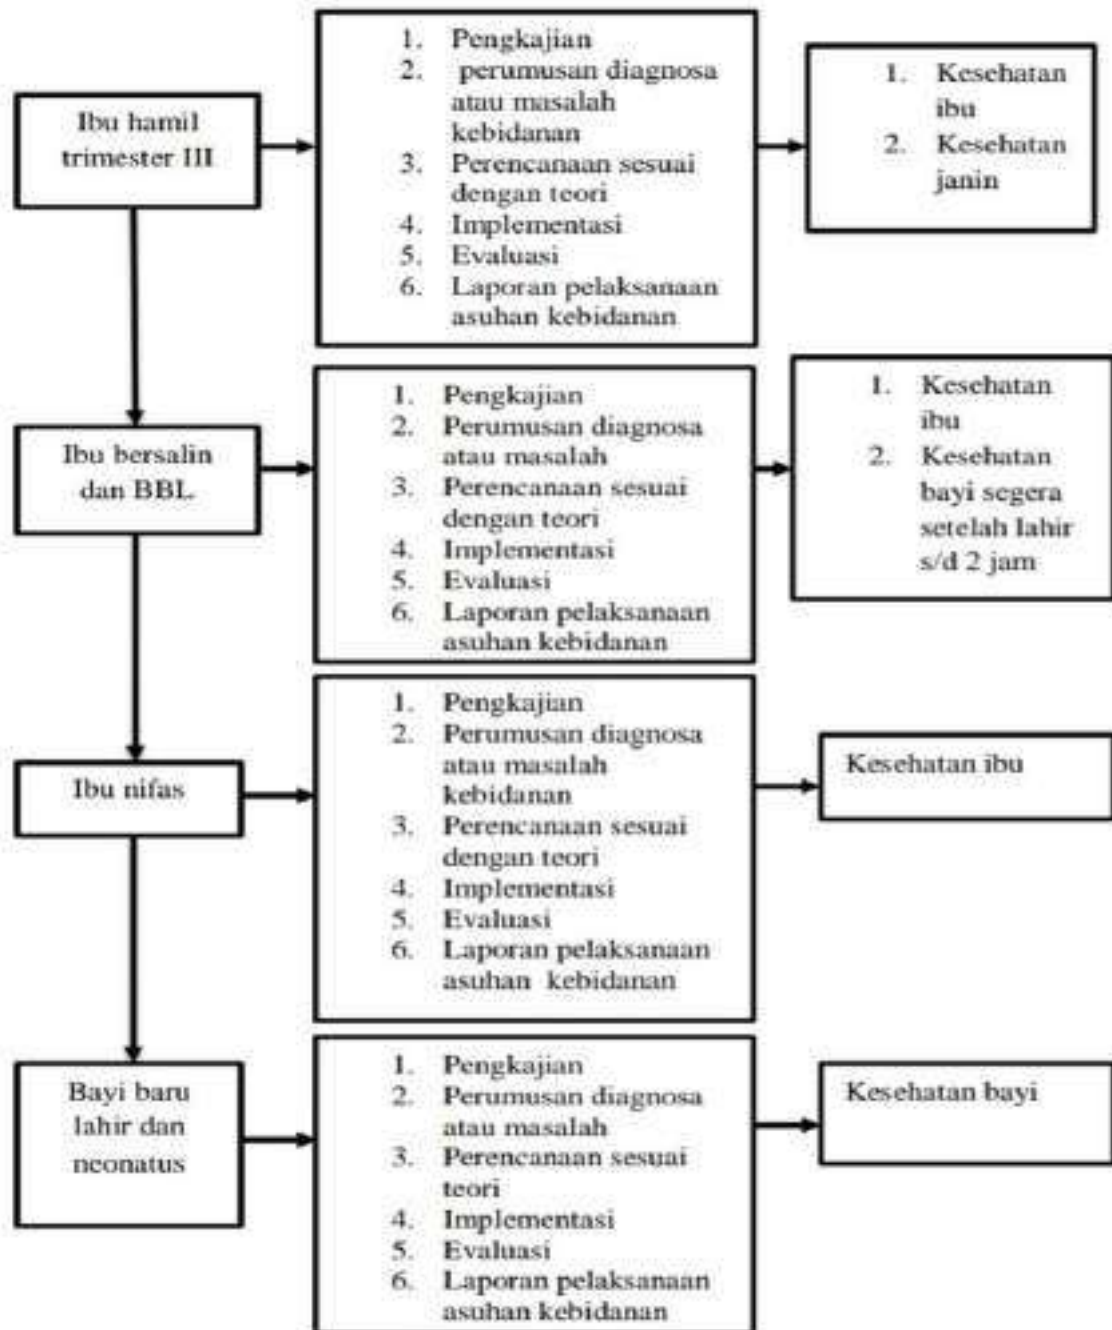 Ibu hamil
trimester III
1. Pengkajian
2. perumusan diagnosa
atau masalah
kebidanan
3. Perencanaan sesuai
dengan teori
4. Implementasi
5. Evaluasi
6. Laporan pelaksanaan
asuhan kebidanan
1. Kesehatan
ibu
2. Kesehatan
janin
Ibu bersalin
dan BBL
1. Pengkajian
2. Perumusan diagnosa
atau masalah
3. Perencanaan sesuai
dengan teori
4. Implementasi
5. Evaluasi
6. Laporan pelaksanaan
asuhan kebidanan
1. Kesehatan
ibu
2. Kesehatan
bayi segera
setelah lahir
s/d 2 jam
Ibu nifas
1. Pengkajian
2. Perumusan diagnosa
atau masalah
kebidanan
3. Perencanaan sesuai
dengan teori
4. Implementasi
5. Evaluasi
6. Laporan pelaksanaan
asuhan kebidanan
Kesehatan ibu
Bayi baru
lahir dan
neonatus
1. Pengkajian
2. Perumusan diagnosa
atau masalah
3. Perencanaan sesuai
teori
4. Implementasi
5. Evaluasi
6. Laporan pelaksanaan
asuhan kebidanan
Kesehatan bayi